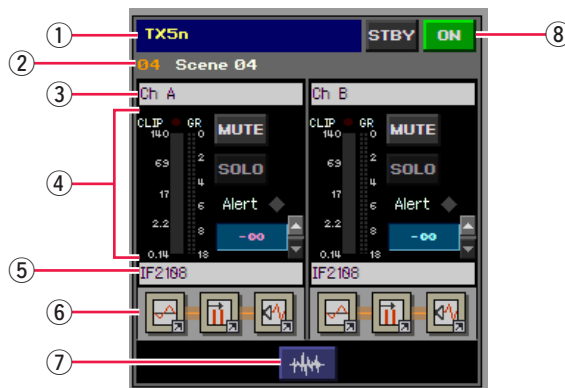 ① TX5n STBY ON ⑧
② 04 Scene 04
③ Ch A Ch B
CLIP GR CLIP GR
140 0 MUTE 140 0 MUTE
69 2 SOLO 69 2 SOLO
4 4
④ 17 6 Alert 17 6 Alert
2.2 8 -∞ 2.2 8 -∞
0.14 18 0.14 18
⑤ IF2108 IF2108
⑥
⑦